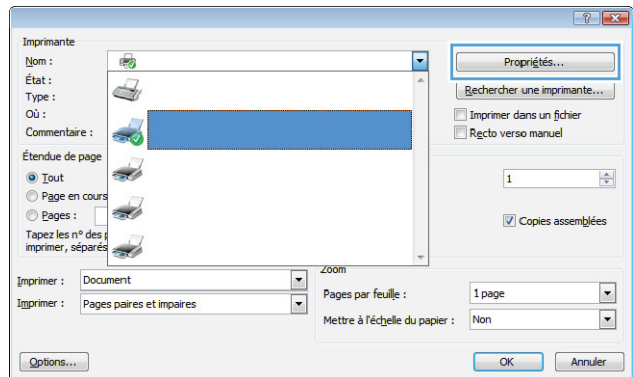 Imprimante
Nom :
Propriétés...
État :
Type :
Rechercher une imprimante...
Où :
Imprimer dans un fichier
Commentaire :
Recto verso manuel
Étendue de page
Tout
1
Page en cours
Pages :
Copies assemblées
Tapez les n° des p
imprimer, séparés
Zoom
Imprimer : Document
Pages par feuille : 1 page
Imprimer : Pages paires et impaires
Mettre à l'échelle du papier : Non
Options...
OK
Annuler